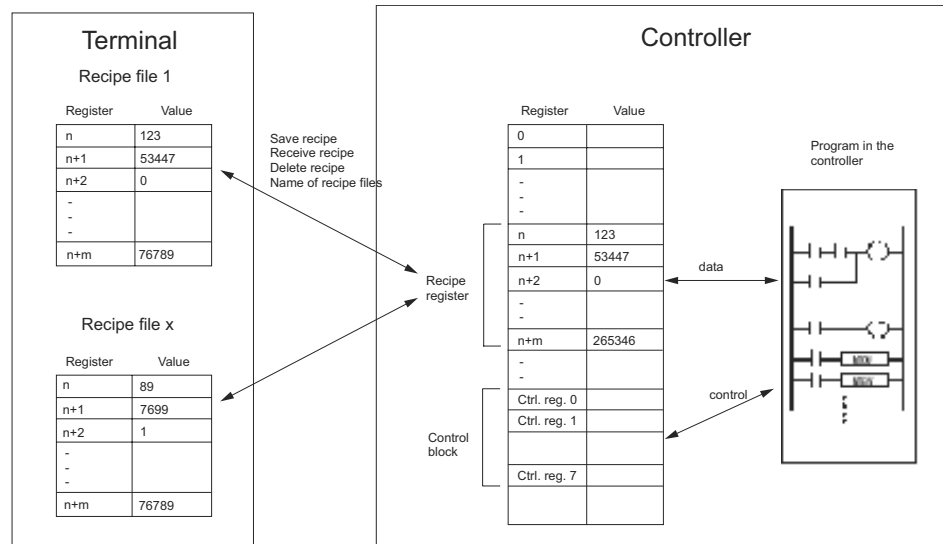 Terminal
Recipe file 1
Register Value
n 123
n+1 53447
n+2 0
-
-
-
n+m 76789
Recipe file x
Register Value
n 89
n+1 7699
n+2 1
-
-
-
n+m 76789
Save recipe
Receive recipe
Delete recipe
Name of recipe files
Controller
Register Value
0
1
-
-
-
n 123
n+1 53447
n+2 0
-
-
n+m 265346
-
-
Ctrl. reg. 0
Ctrl. reg. 1
Ctrl. reg. 7
Recipe
register
Control
block
data
control
Program in the
controller